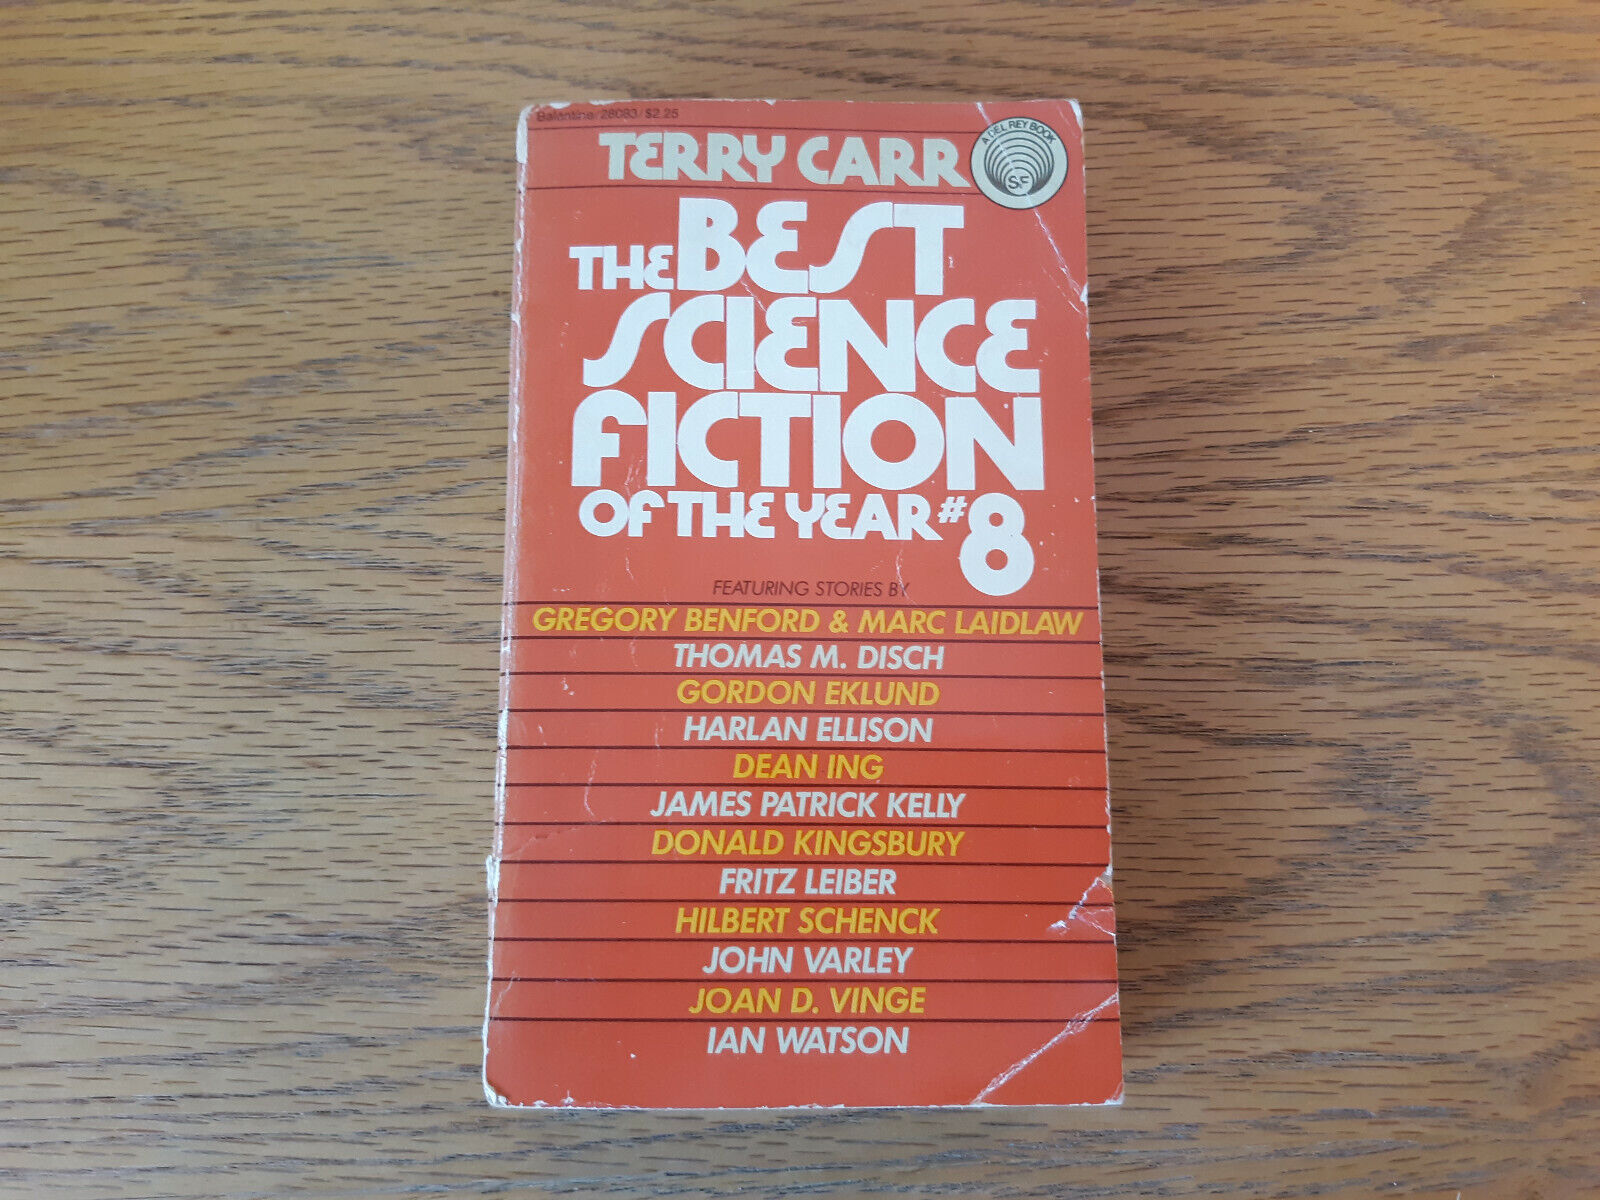 Ballantine/28083/$2.25
TERRY CARR
A DEL REY BOOK
SF
THE BEST
SCIENCE
FICTION
OF THE YEAR #8
FEATURING STORIES BY
GREGORY BENFORD & MARC LAIDLAW
THOMAS M. DISCH
GORDON EKLUND
HARLAN ELLISON
DEAN ING
JAMES PATRICK KELLY
DONALD KINGSBURY
FRITZ LEIBER
HILBERT SCHENCK
JOHN VARLEY
JOAN D. VINGE
IAN WATSON